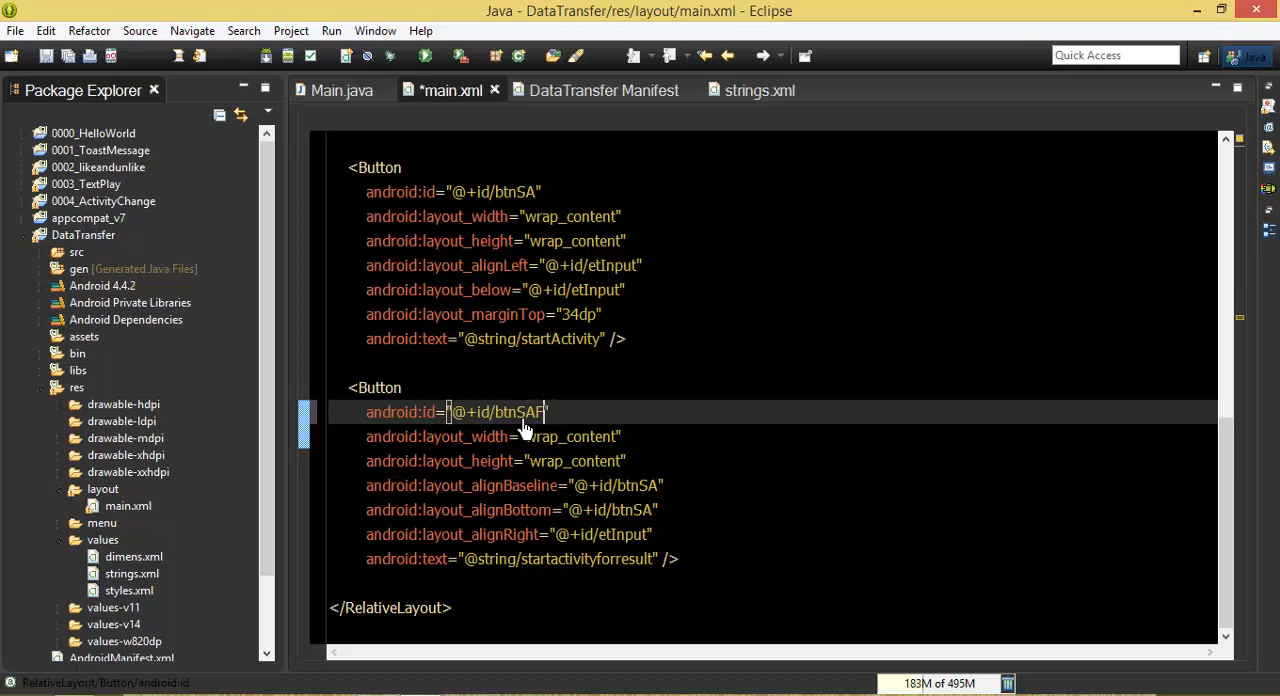 Java - DataTransfer/res/layout/main.xml - Eclipse
File Edit Refactor Source Navigate Search Project Run Window Help
Quick Access
Java
Package Explorer
Main.java
*main.xml
DataTransfer Manifest
strings.xml
0000_HelloWorld
0001_ToastMessage
0002_likeandunlike
0003_TextPlay
0004_ActivityChange
appcompat_v7
DataTransfer
src
gen [Generated Java Files]
Android 4.4.2
Android Private Libraries
Android Dependencies
assets
bin
libs
res
drawable-hdpi
drawable-ldpi
drawable-mdpi
drawable-xhdpi
drawable-xxhdpi
layout
main.xml
menu
values
dimens.xml
strings.xml
styles.xml
values-v11
values-v14
values-w820dp
AndroidManifest.xml
<Button
android:id="@+id/btnSA"
android:layout_width="wrap_content"
android:layout_height="wrap_content"
android:layout_alignLeft="@+id/etInput"
android:layout_below="@+id/etInput"
android:layout_marginTop="34dp"
android:text="@string/startActivity" />
<Button
android:id="@+id/btnSAF"
android:layout_width="wrap_content"
android:layout_height="wrap_content"
android:layout_alignBaseline="@+id/btnSA"
android:layout_alignBottom="@+id/btnSA"
android:layout_alignRight="@+id/etInput"
android:text="@string/startactivityforresult" />
</RelativeLayout>
RelativeLayout/Button/android:id
183M of 495M